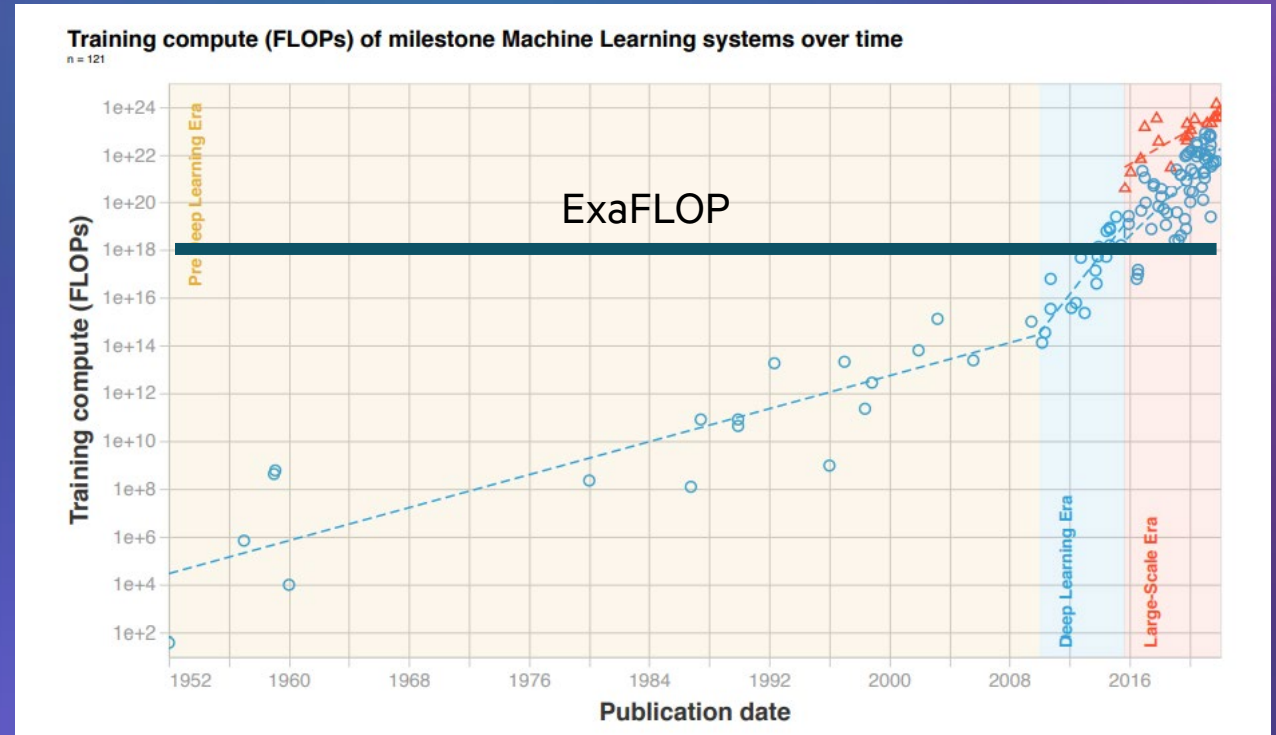 Training compute (FLOPs) of milestone Machine Learning systems over time
n = 121
Training compute (FLOPs)
1e+24
1e+22
1e+20
1e+18
1e+16
1e+14
1e+12
1e+10
1e+8
1e+6
1e+4
1e+2
Pre eep Learning Era
ExaFLOP
Deep Learning Era
Large-Scale Era
1952 1960 1968 1976 1984 1992 2000 2008 2016
Publication date